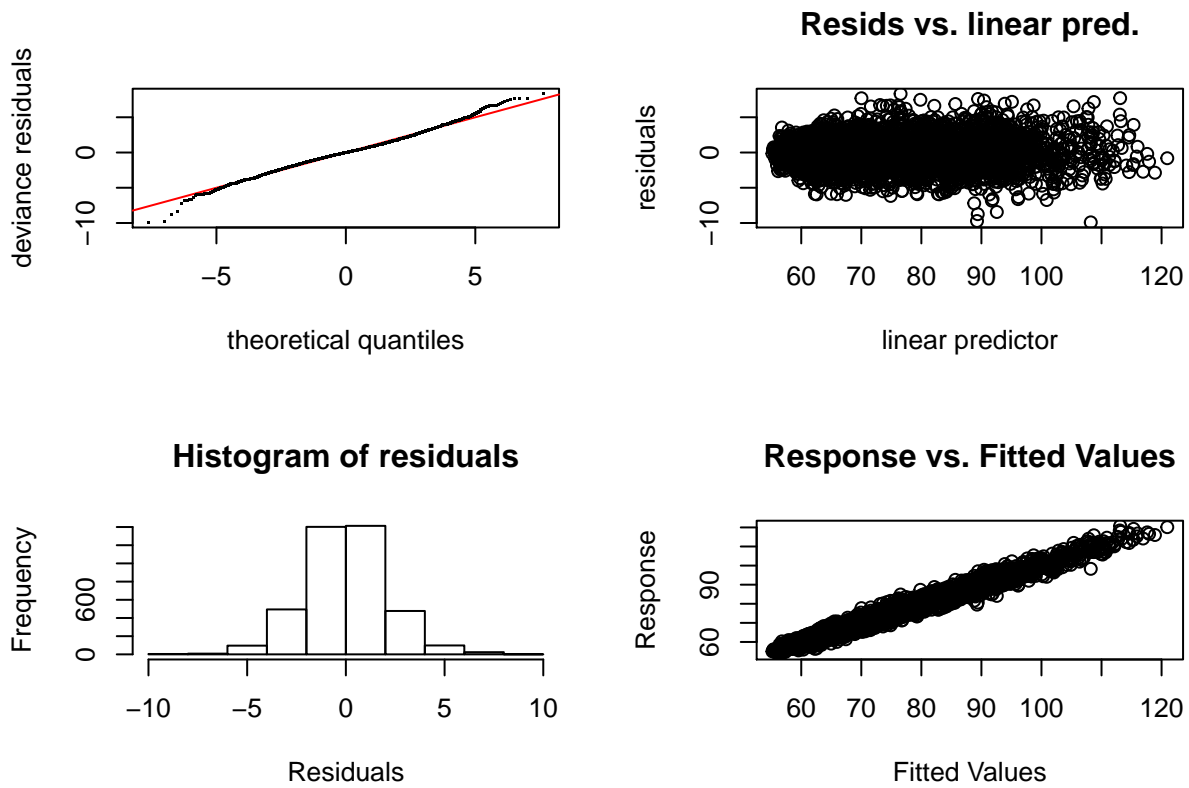 deviance residuals
−10
0
−5
0
5
theoretical quantiles
Resids vs. linear pred.
residuals
−10
0
60
70
80
90
100
120
linear predictor
Histogram of residuals
Frequency
0
600
−10
−5
0
5
10
Residuals
Response vs. Fitted Values
Response
60
90
60
70
80
90
100
120
Fitted Values